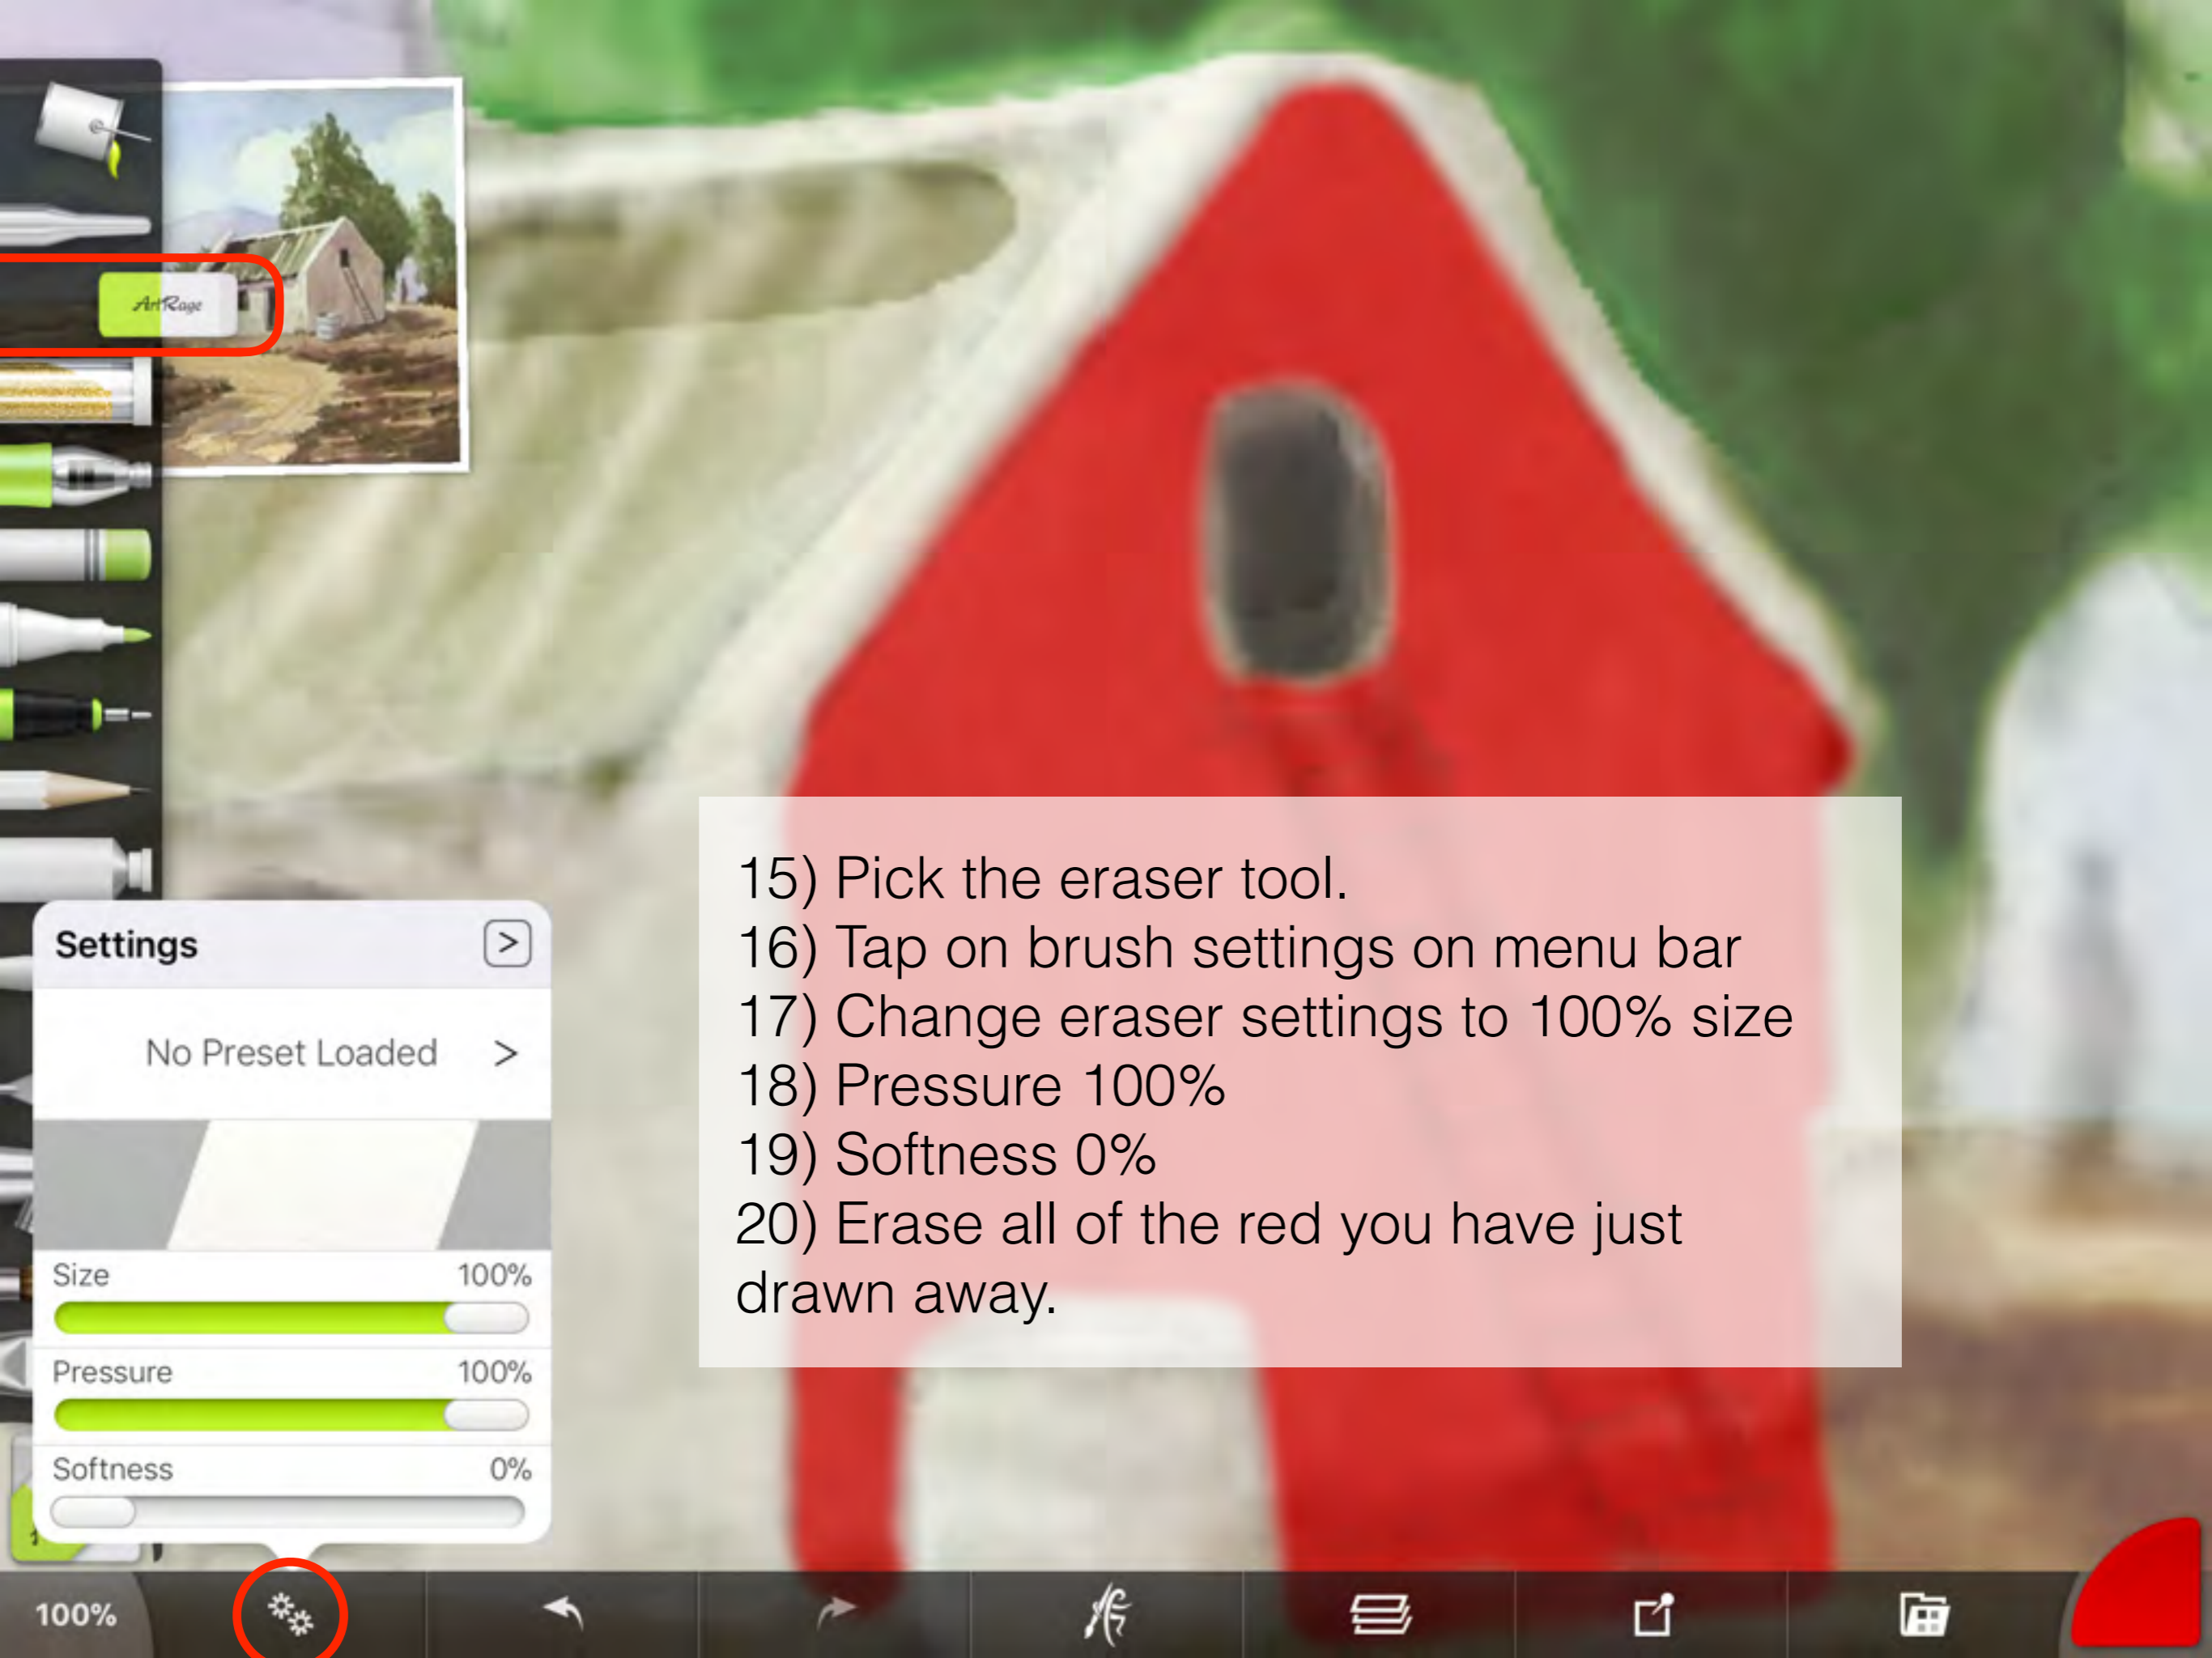 ArtRage
15) Pick the eraser tool.
16) Tap on brush settings on menu bar
17) Change eraser settings to 100% size
18) Pressure 100%
19) Softness 0%
20) Erase all of the red you have just
drawn away.
Settings >
No Preset Loaded >
Size 100%
Pressure 100%
Softness 0%
100%